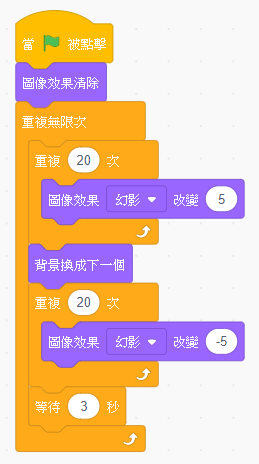 當 被點擊
圖像效果清除
重複無限次
重複 20 次
圖像效果 幻影 改變 5
背景換成下一個
重複 20 次
圖像效果 幻影 改變 -5
等待 3 秒